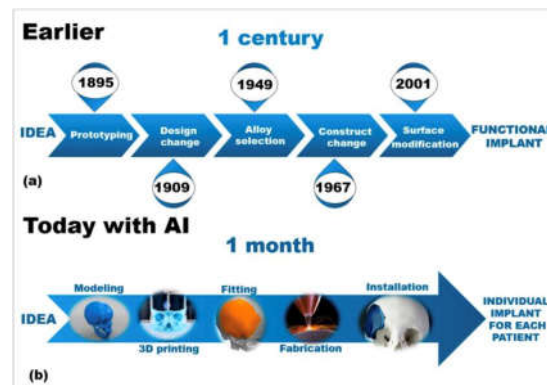 Earlier
1 century
1895
1949
2001
IDEA
Prototyping
Design
change
Alloy
selection
Construct
change
Surface
modification
FUNCTIONAL
IMPLANT
(a)
1909
1967
Today with AI
1 month
Modeling
Fitting
Installation
IDEA
INDIVIDUAL
IMPLANT
FOR EACH
PATIENT
3D printing
Fabrication
(b)